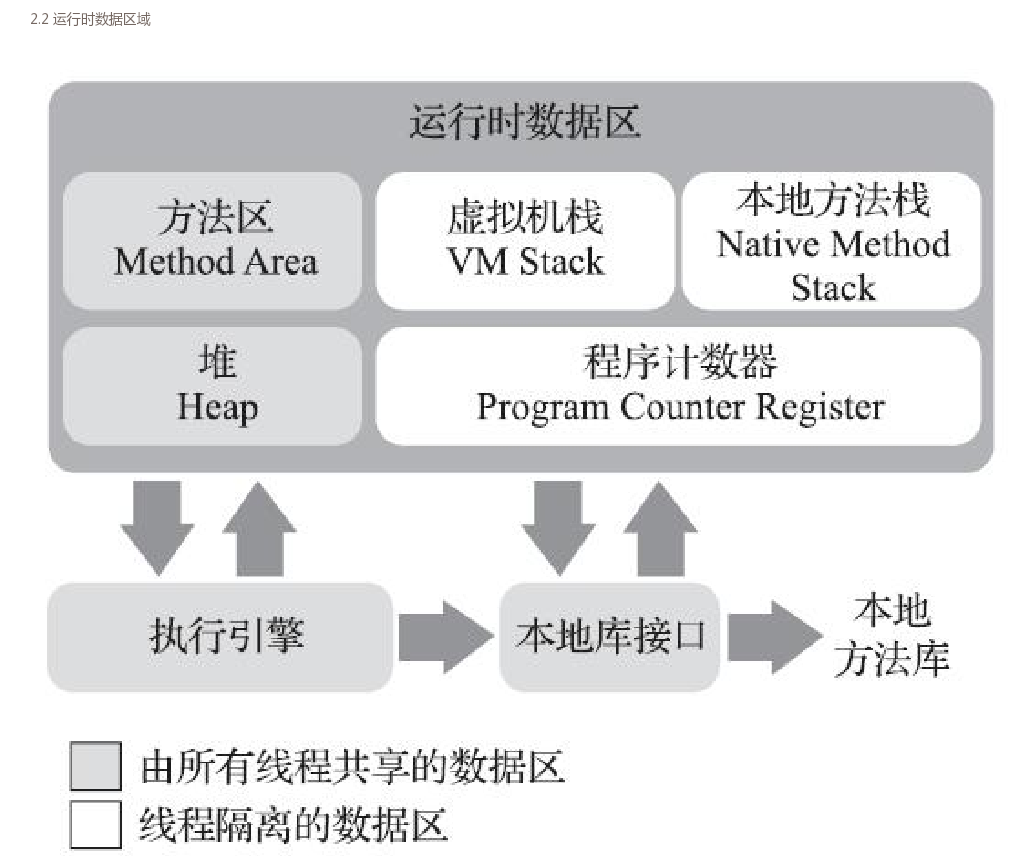 2.2 运行时数据区域
运行时数据区
方法区
Method Area
虚拟机栈
VM Stack
本地方法栈
Native Method
Stack
堆
Heap
程序计数器
Program Counter Register
执行引擎
本地库接口
本地
方法库
由所有线程共享的数据区
线程隔离的数据区